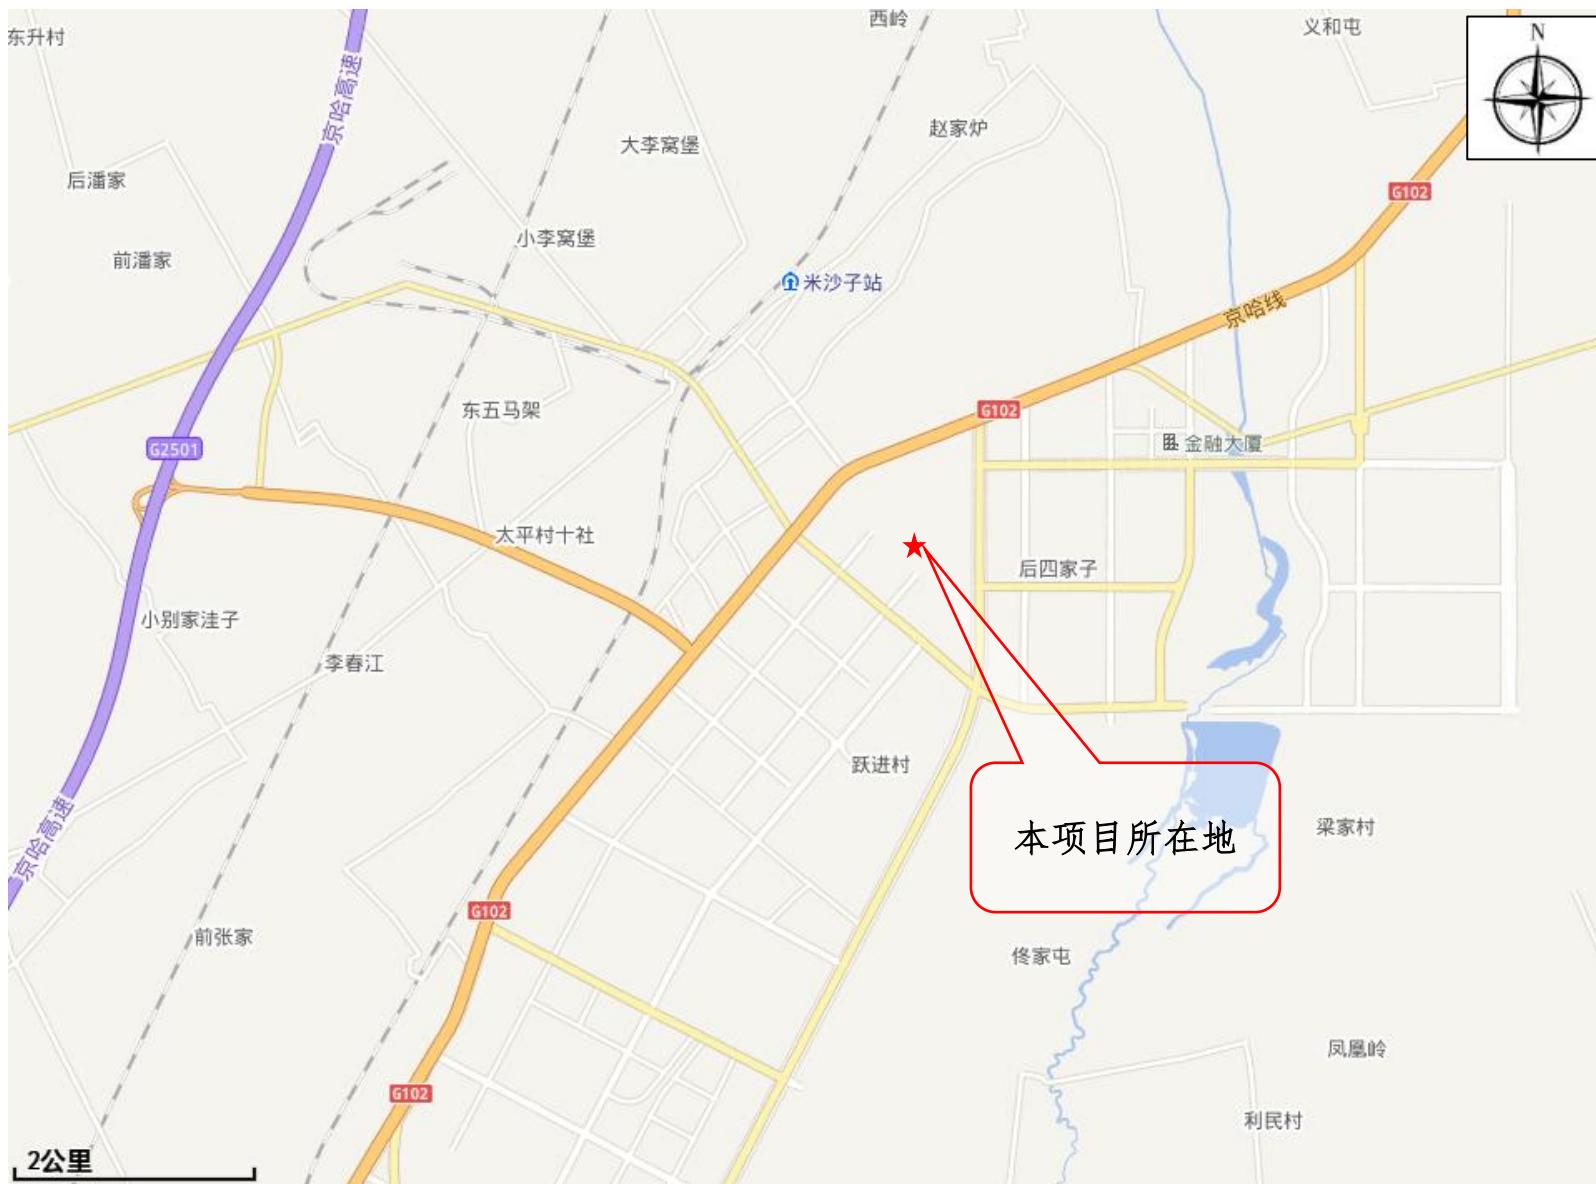 西岭
义和屯
东升村
N
京哈高速
赵家炉
大李窝堡
后潘家
G102
小李窝堡
前潘家
米沙子站
京哈线
东五马架
G102
金融大厦
G2501
太平村十社
后四家子
小别家洼子
李春江
跃进村
京哈高速
本项目所在地
梁家村
G102
前张家
佟家屯
凤凰岭
G102
利民村
2公里